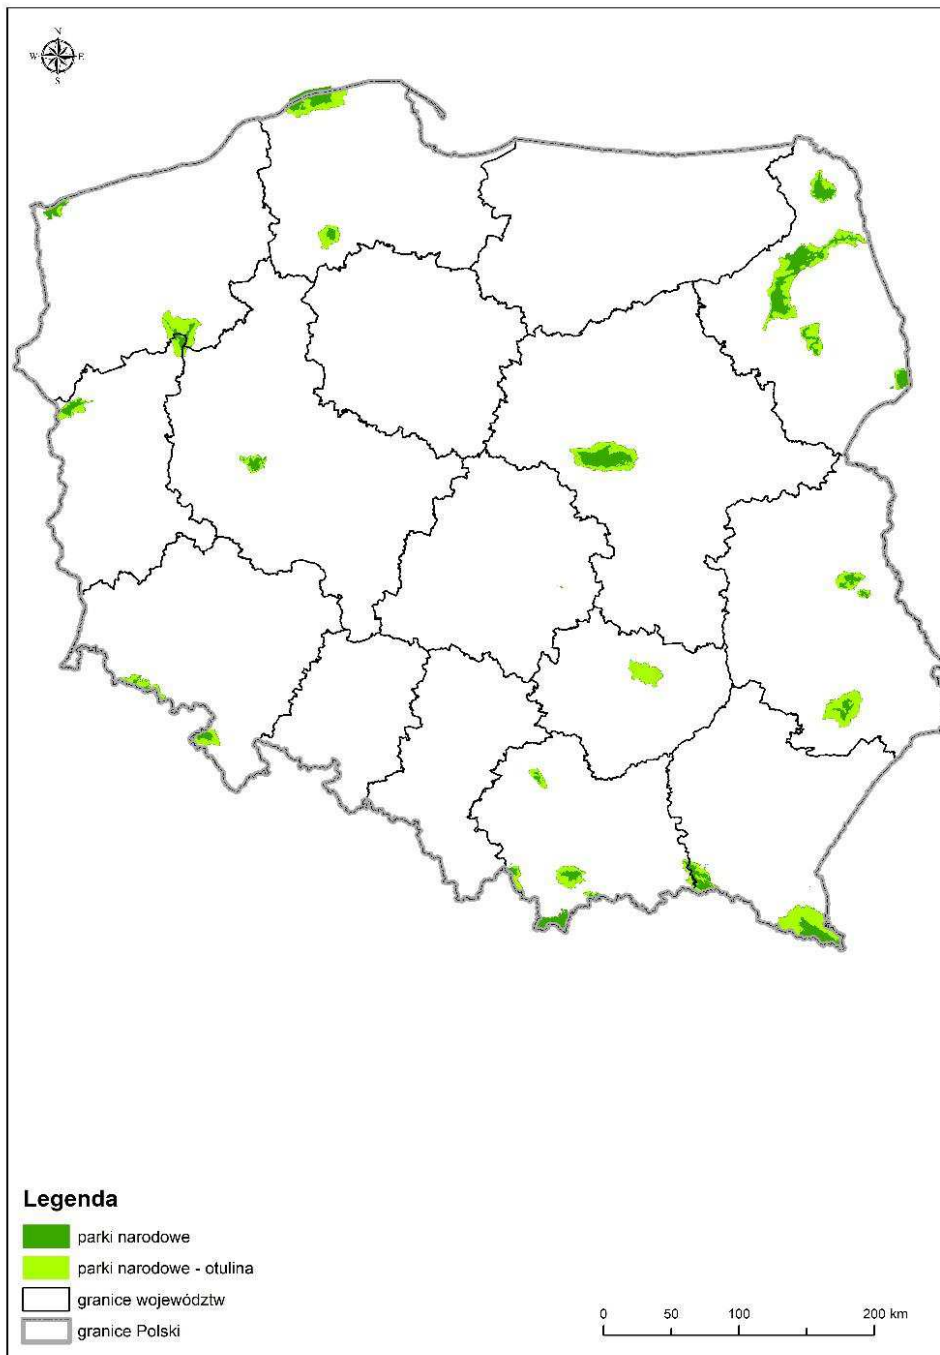 N
W E
S
Legenda
parki narodowe
parki narodowe - otulina
granice województw
granice Polski
0 50 100 200 km